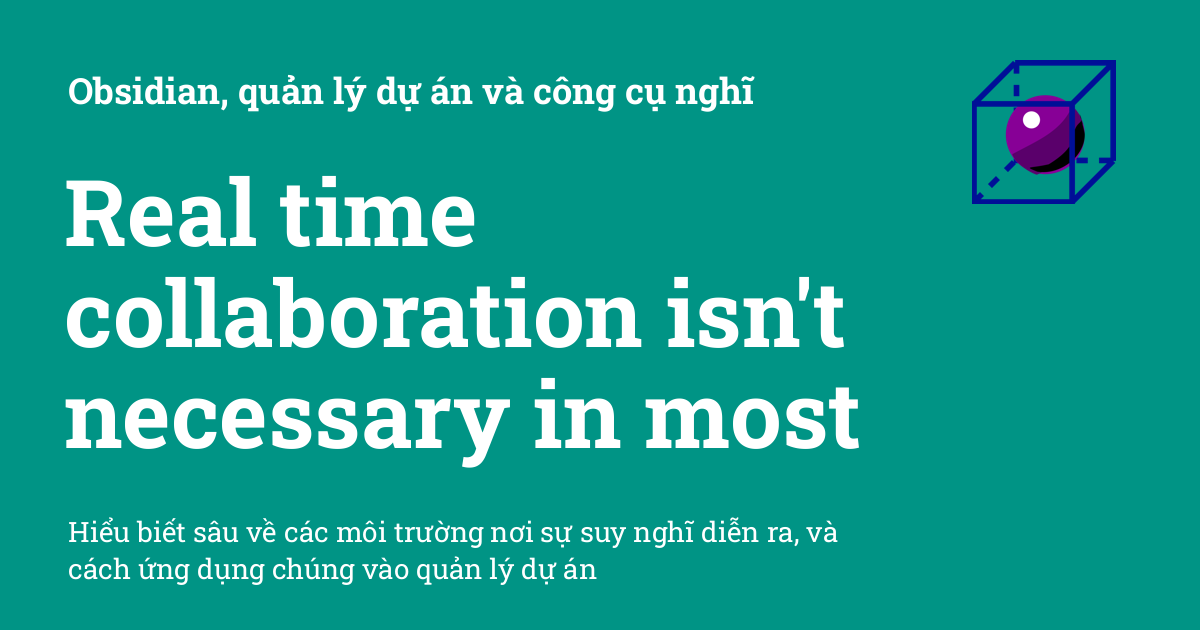 Obsidian, quản lý dự án và công cụ nghĩ
Real time
collaboration isn't
necessary in most
Hiểu biết sâu về các môi trường nơi sự suy nghĩ diễn ra, và
cách ứng dụng chúng vào quản lý dự án